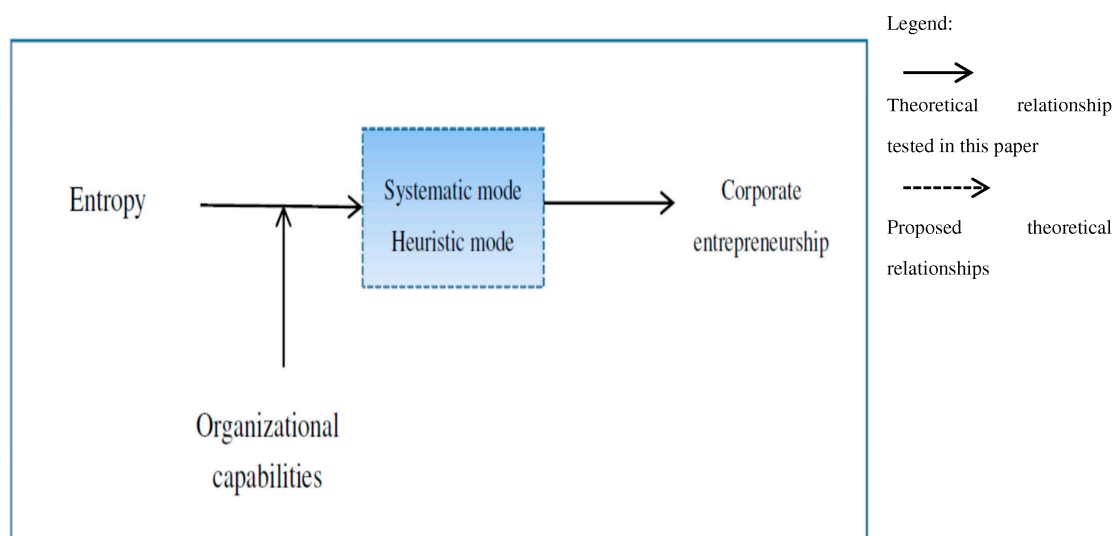 Legend:
Theoretical relationship
tested in this paper
Proposed theoretical
relationships
Entropy
Systematic mode
Heuristic mode
Corporate
entrepreneurship
Organizational
capabilities